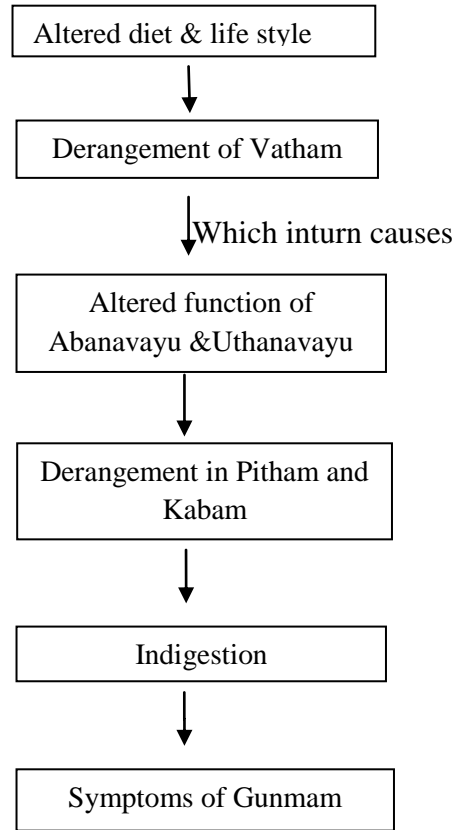 Altered diet & life style
Derangement of Vatham
Which inturn causes
Altered function of
Abanavayu &Uthanavayu
Derangement in Pitham and
Kabam
Indigestion
Symptoms of Gunmam